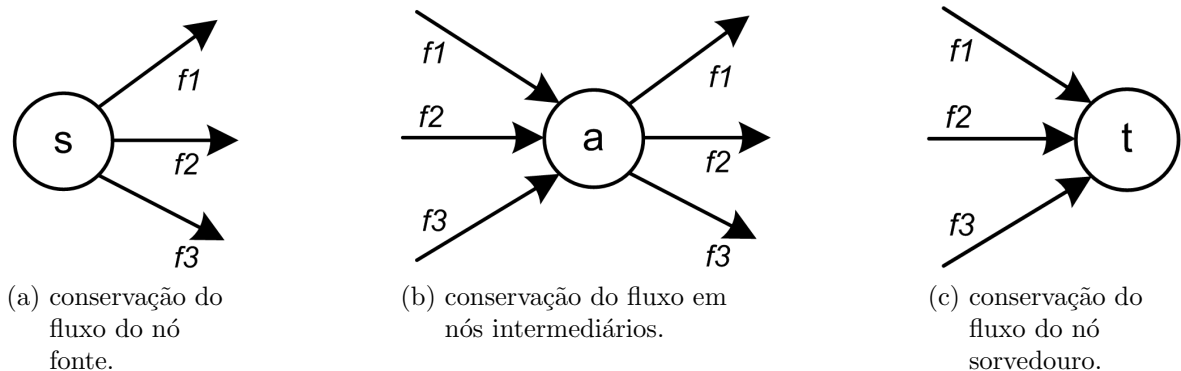 s
f1
f2
f3
(a) conservação do
fluxo do nó
fonte.
f1
f2
f3
a
f1
f2
f3
(b) conservação do fluxo em
nós intermediários.
f1
f2
f3
t
(c) conservação do
fluxo do nó
sorvedouro.